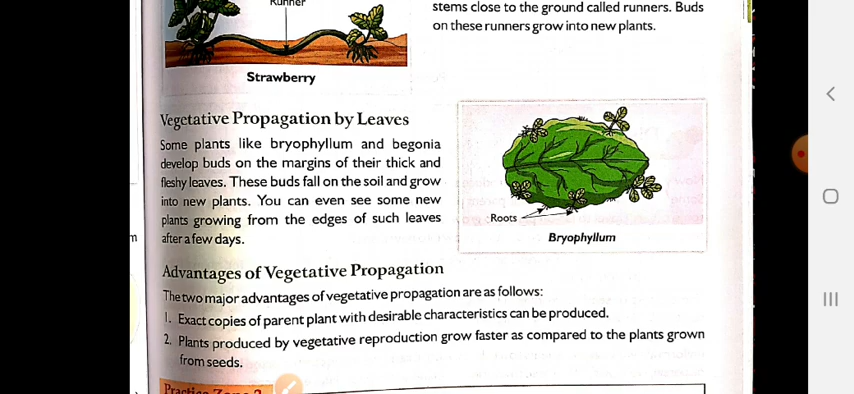 Runner
stems close to the ground called runners. Buds
on these runners grow into new plants.
Strawberry
Vegetative Propagation by Leaves
Some plants like bryophyllum and begonia
develop buds on the margins of their thick and
fleshy leaves. These buds fall on the soil and grow
into new plants. You can even see some new
plants growing from the edges of such leaves
after a few days.
Roots
Bryophyllum
m
Advantages of Vegetative Propagation
The two major advantages of vegetative propagation are as follows:
1. Exact copies of parent plant with desirable characteristics can be produced.
2. Plants produced by vegetative reproduction grow faster as compared to the plants grown
from seeds.
Practice Zone 2